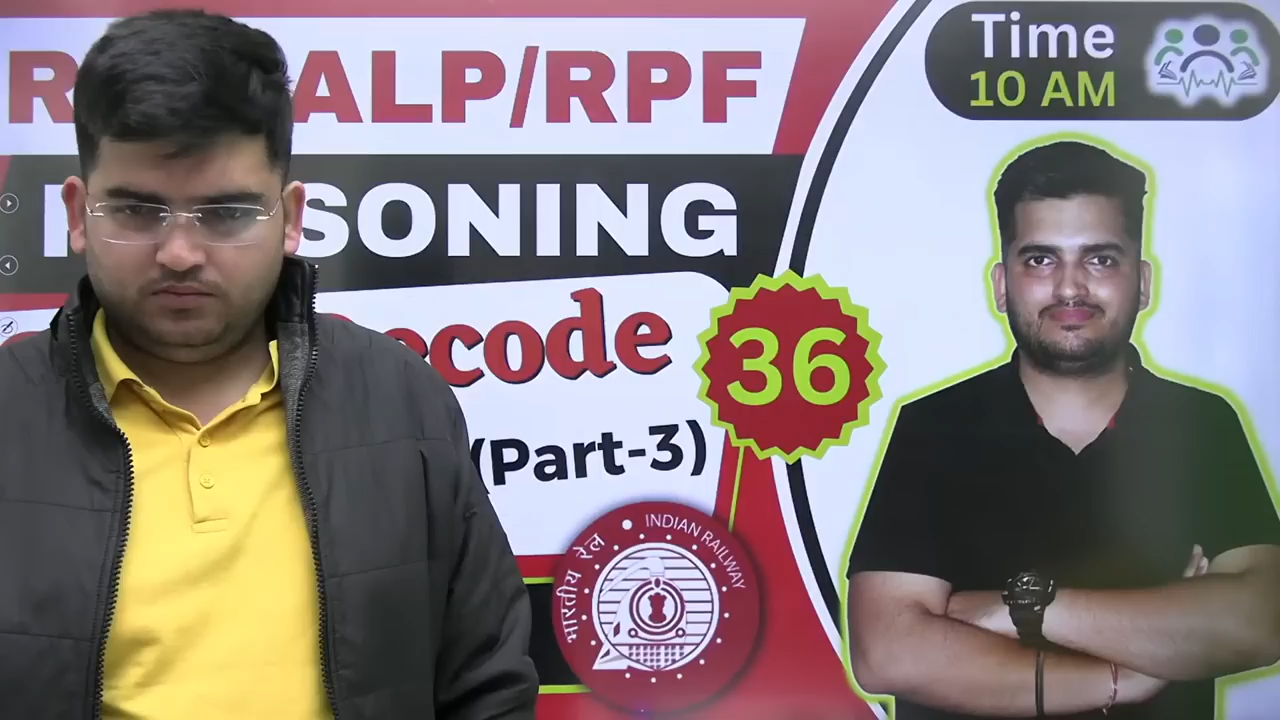 ALP/RPF
SONING
ecode
(Part-3)
36
Time
10 AM
भारतीय रेल
INDIAN RAILWAY